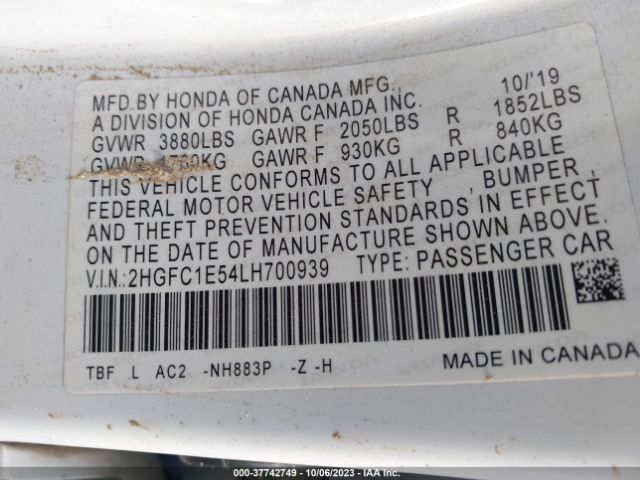 MFD.BY HONDA OF CANADA MFG., 10/'19
A DIVISION OF HONDA CANADA INC.
GVWR 3880LBS GAWR F 2050LBS R 1852LBS
GVWR 1760KG GAWR F 930KG R 840KG
THIS VEHICLE CONFORMS TO ALL APPLICABLE
FEDERAL MOTOR VEHICLE SAFETY , BUMPER ,
AND THEFT PREVENTION STANDARDS IN EFFECT
ON THE DATE OF MANUFACTURE SHOWN ABOVE.
V.I.N.: 2HGFC1E54LH700939 TYPE: PASSENGER CAR
TBF L AC2 -NH883P -Z -H
MADE IN CANADA
000-37742749 | 10/06/2023 | IAA Inc.